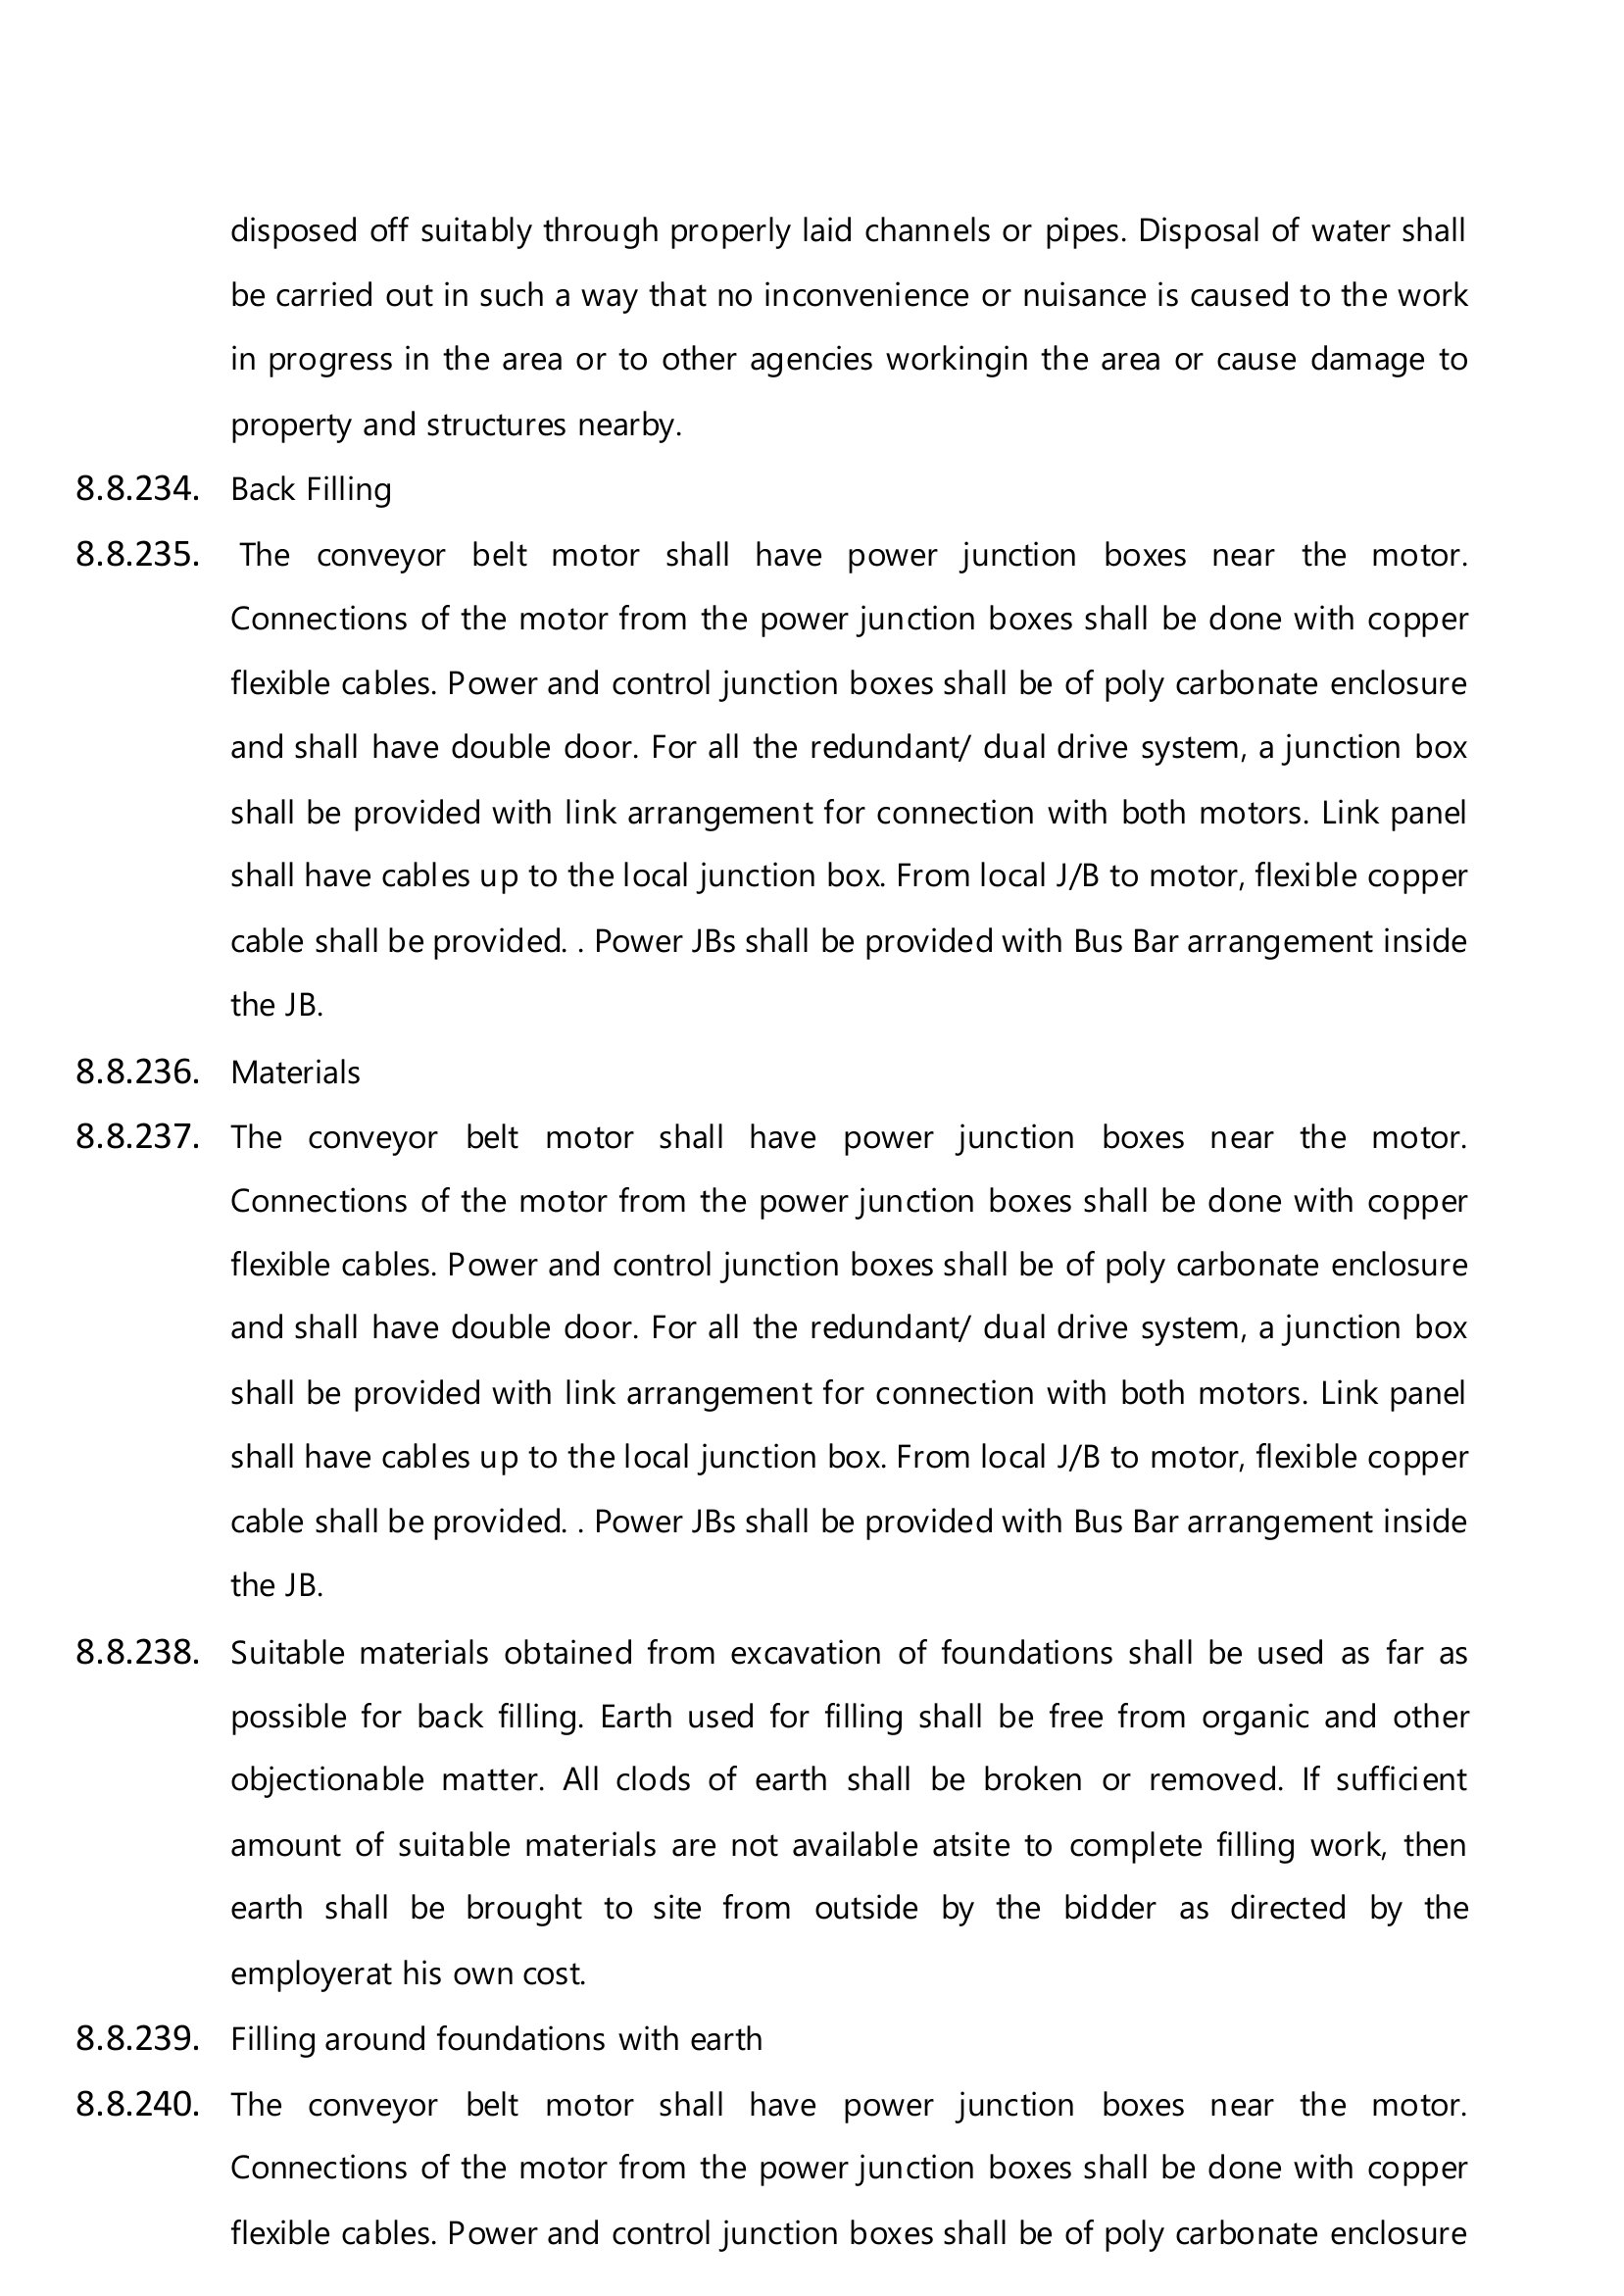 disposed off suitably through properly laid channels or pipes. Disposal of water shall
be carried out in such a way that no inconvenience or nuisance is caused to the work
in progress in the area or to other agencies workingin the area or cause damage to
property and structures nearby.
8.8.234. Back Filling
8.8.235. The conveyor belt motor shall have power junction boxes near the motor.
Connections of the motor from the power junction boxes shall be done with copper
flexible cables. Power and control junction boxes shall be of poly carbonate enclosure
and shall have double door. For all the redundant/ dual drive system, a junction box
shall be provided with link arrangement for connection with both motors. Link panel
shall have cables up to the local junction box. From local J/B to motor, flexible copper
cable shall be provided. . Power JBs shall be provided with Bus Bar arrangement inside
the JB.
8.8.236. Materials
8.8.237. The conveyor belt motor shall have power junction boxes near the motor.
Connections of the motor from the power junction boxes shall be done with copper
flexible cables. Power and control junction boxes shall be of poly carbonate enclosure
and shall have double door. For all the redundant/ dual drive system, a junction box
shall be provided with link arrangement for connection with both motors. Link panel
shall have cables up to the local junction box. From local J/B to motor, flexible copper
cable shall be provided. . Power JBs shall be provided with Bus Bar arrangement inside
the JB.
8.8.238. Suitable materials obtained from excavation of foundations shall be used as far as
possible for back filling. Earth used for filling shall be free from organic and other
objectionable matter. All clods of earth shall be broken or removed. If sufficient
amount of suitable materials are not available atsite to complete filling work, then
earth shall be brought to site from outside by the bidder as directed by the
employerat his own cost.
8.8.239. Filling around foundations with earth
8.8.240. The conveyor belt motor shall have power junction boxes near the motor.
Connections of the motor from the power junction boxes shall be done with copper
flexible cables. Power and control junction boxes shall be of poly carbonate enclosure